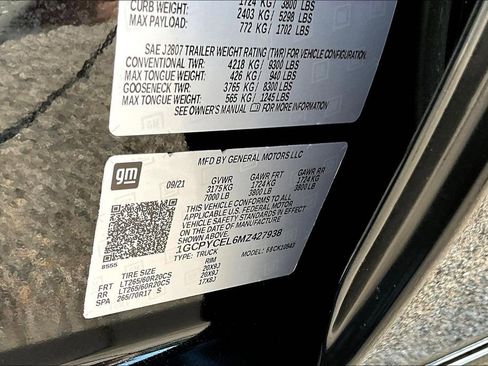 CURB WEIGHT: 1724 KG/ 3800 LBS
2403 KG/ 5298 LBS
MAX PAYLOAD: 772 KG/ 1702 LBS
SAE J2807 TRAILER WEIGHT RATING (TWR) FOR VEHICLE CONFIGURATION.
CONVENTIONAL TWR: 4218 KG/ 9300 LBS
MAX TONGUE WEIGHT: 426 KG/ 940 LBS
GOOSENECK TWR: 3765 KG/ 8300 LBS
MAX TONGUE WEIGHT: 565 KG/ 1245 LBS
SEE OWNER'S MANUAL FOR MORE INFORMATION
gm
MFD BY GENERAL MOTORS LLC
09/21 GVWR GAWR FRT GAWR RR
3175 KG 1724 KG 1724 KG
7000 LB 3800 LB 3800 LB
THIS VEHICLE CONFORMS TO ALL
APPLICABLE U.S. FEDERAL MOTOR
VEHICLE SAFETY STANDARDS IN EFFECT
ON THE DATE OF MANUFACTURE SHOWN ABOVE.
1GCPYCEL6MZ427938
TYPE: TRUCK MODEL:
TIRE SIZE RIM
FRT LT265/60R20CS 20X9J
RR LT265/60R20CS 20X9J
SPA 265/70R17 S 17X8J